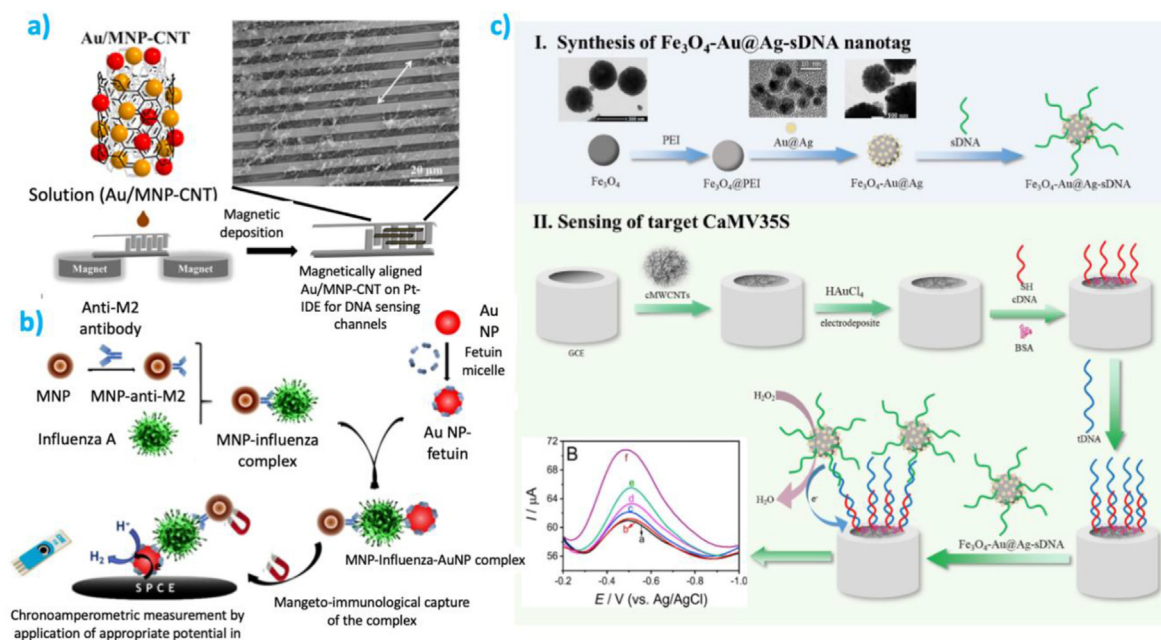 a)
Au/MNP-CNT
20 μm
Solution (Au/MNP-CNT)
Magnet
Magnet
Magnetic
deposition
Magnetically aligned
Au/MNP-CNT on Pt-
IDE for DNA sensing
channels
b)
Anti-M2
antibody
MNP
MNP-anti-M2
Influenza A
MNP-influenza
complex
Au
NP
Fetuin
micelle
Au NP-
fetuin
MNP-Influenza-AuNP complex
Mangeto-immunological capture
of the complex
H⁺
H₂
SPCE
Chronoamperometric measurement by
application of appropriate potential in
c)
I. Synthesis of Fe₃O₄-Au@Ag-sDNA nanotag
10 nm
PEI
Au@Ag
sDNA
Fe₃O₄
Fe₃O₄@PEI
Fe₃O₄-Au@Ag
Fe₃O₄-Au@Ag-sDNA
II. Sensing of target CaMV35S
GCE
cMWCNTs
HAuCl₄
electrodeposite
SH
cDNA
BSA
tDNA
Fe₃O₄-Au@Ag-sDNA
H₂O₂
H₂O
e⁻
B
I / μA
72
68
64
60
56
f
e
d
c
b
a
-0.2 -0.4 -0.6 -0.8 -1.0
E / V (vs. Ag/AgCl)